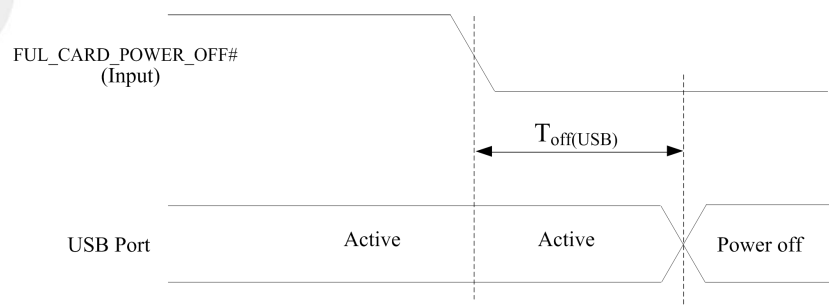 FUL_CARD_POWER_OFF#
(Input)
Toff(USB)
USB Port
Active
Active
Power off